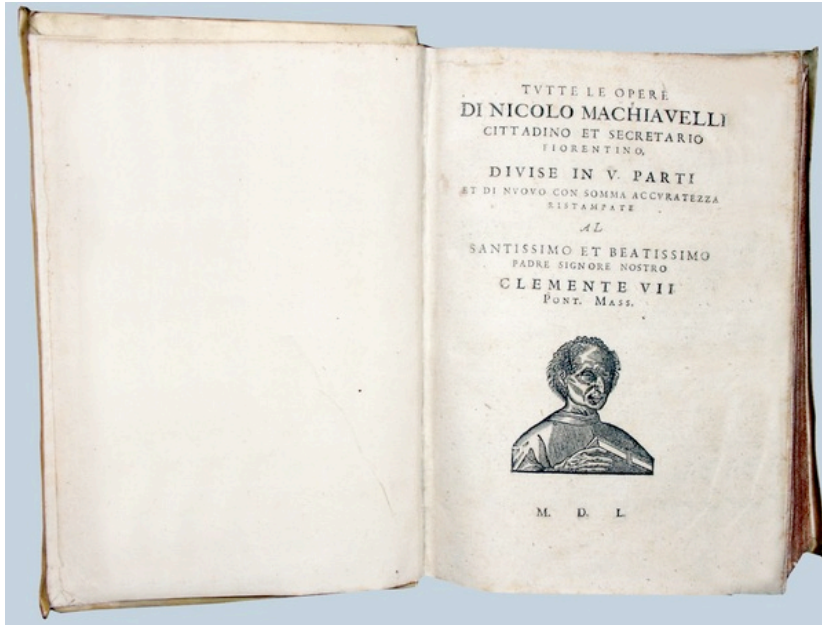 TVTTE LE OPERE
DI NICOLO MACHIAVELLI
CITTADINO ET SECRETARIO
FIORENTINO,
DIVISE IN V. PARTI
ET DI NVOVO CON SOMMA ACCVRATEZZA
RISTAMPATE
AL
SANTISSIMO ET BEATISSIMO
PADRE SIGNORE NOSTRO
CLEMENTE VII
PONT. MASS.
M. D. L.